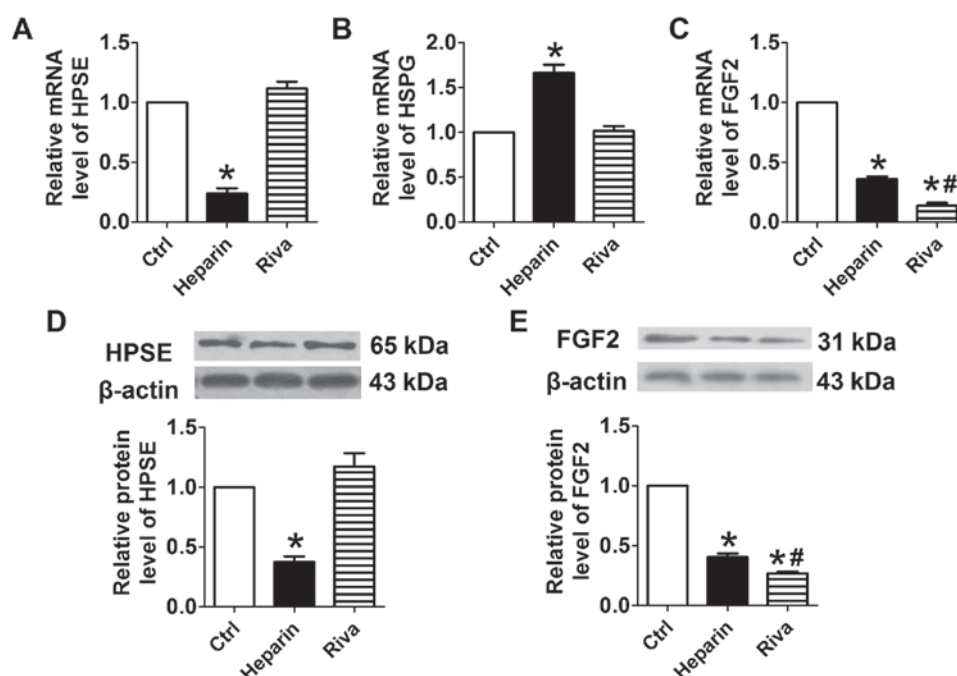 A
Relative mRNA
level of HPSE
1.5
1.0
0.5
0.0
*
Ctrl
Heparin
Riva
B
Relative mRNA
level of HSPG
2.0
1.5
1.0
0.5
0.0
*
Ctrl
Heparin
Riva
C
Relative mRNA
level of FGF2
1.5
1.0
0.5
0.0
*
*#
Ctrl
Heparin
Riva
D
HPSE
65 kDa
β-actin
43 kDa
Relative protein
level of HPSE
1.5
1.0
0.5
0.0
*
Ctrl
Heparin
Riva
E
FGF2
31 kDa
β-actin
43 kDa
Relative protein
level of FGF2
1.5
1.0
0.5
0.0
*
*#
Ctrl
Heparin
Riva